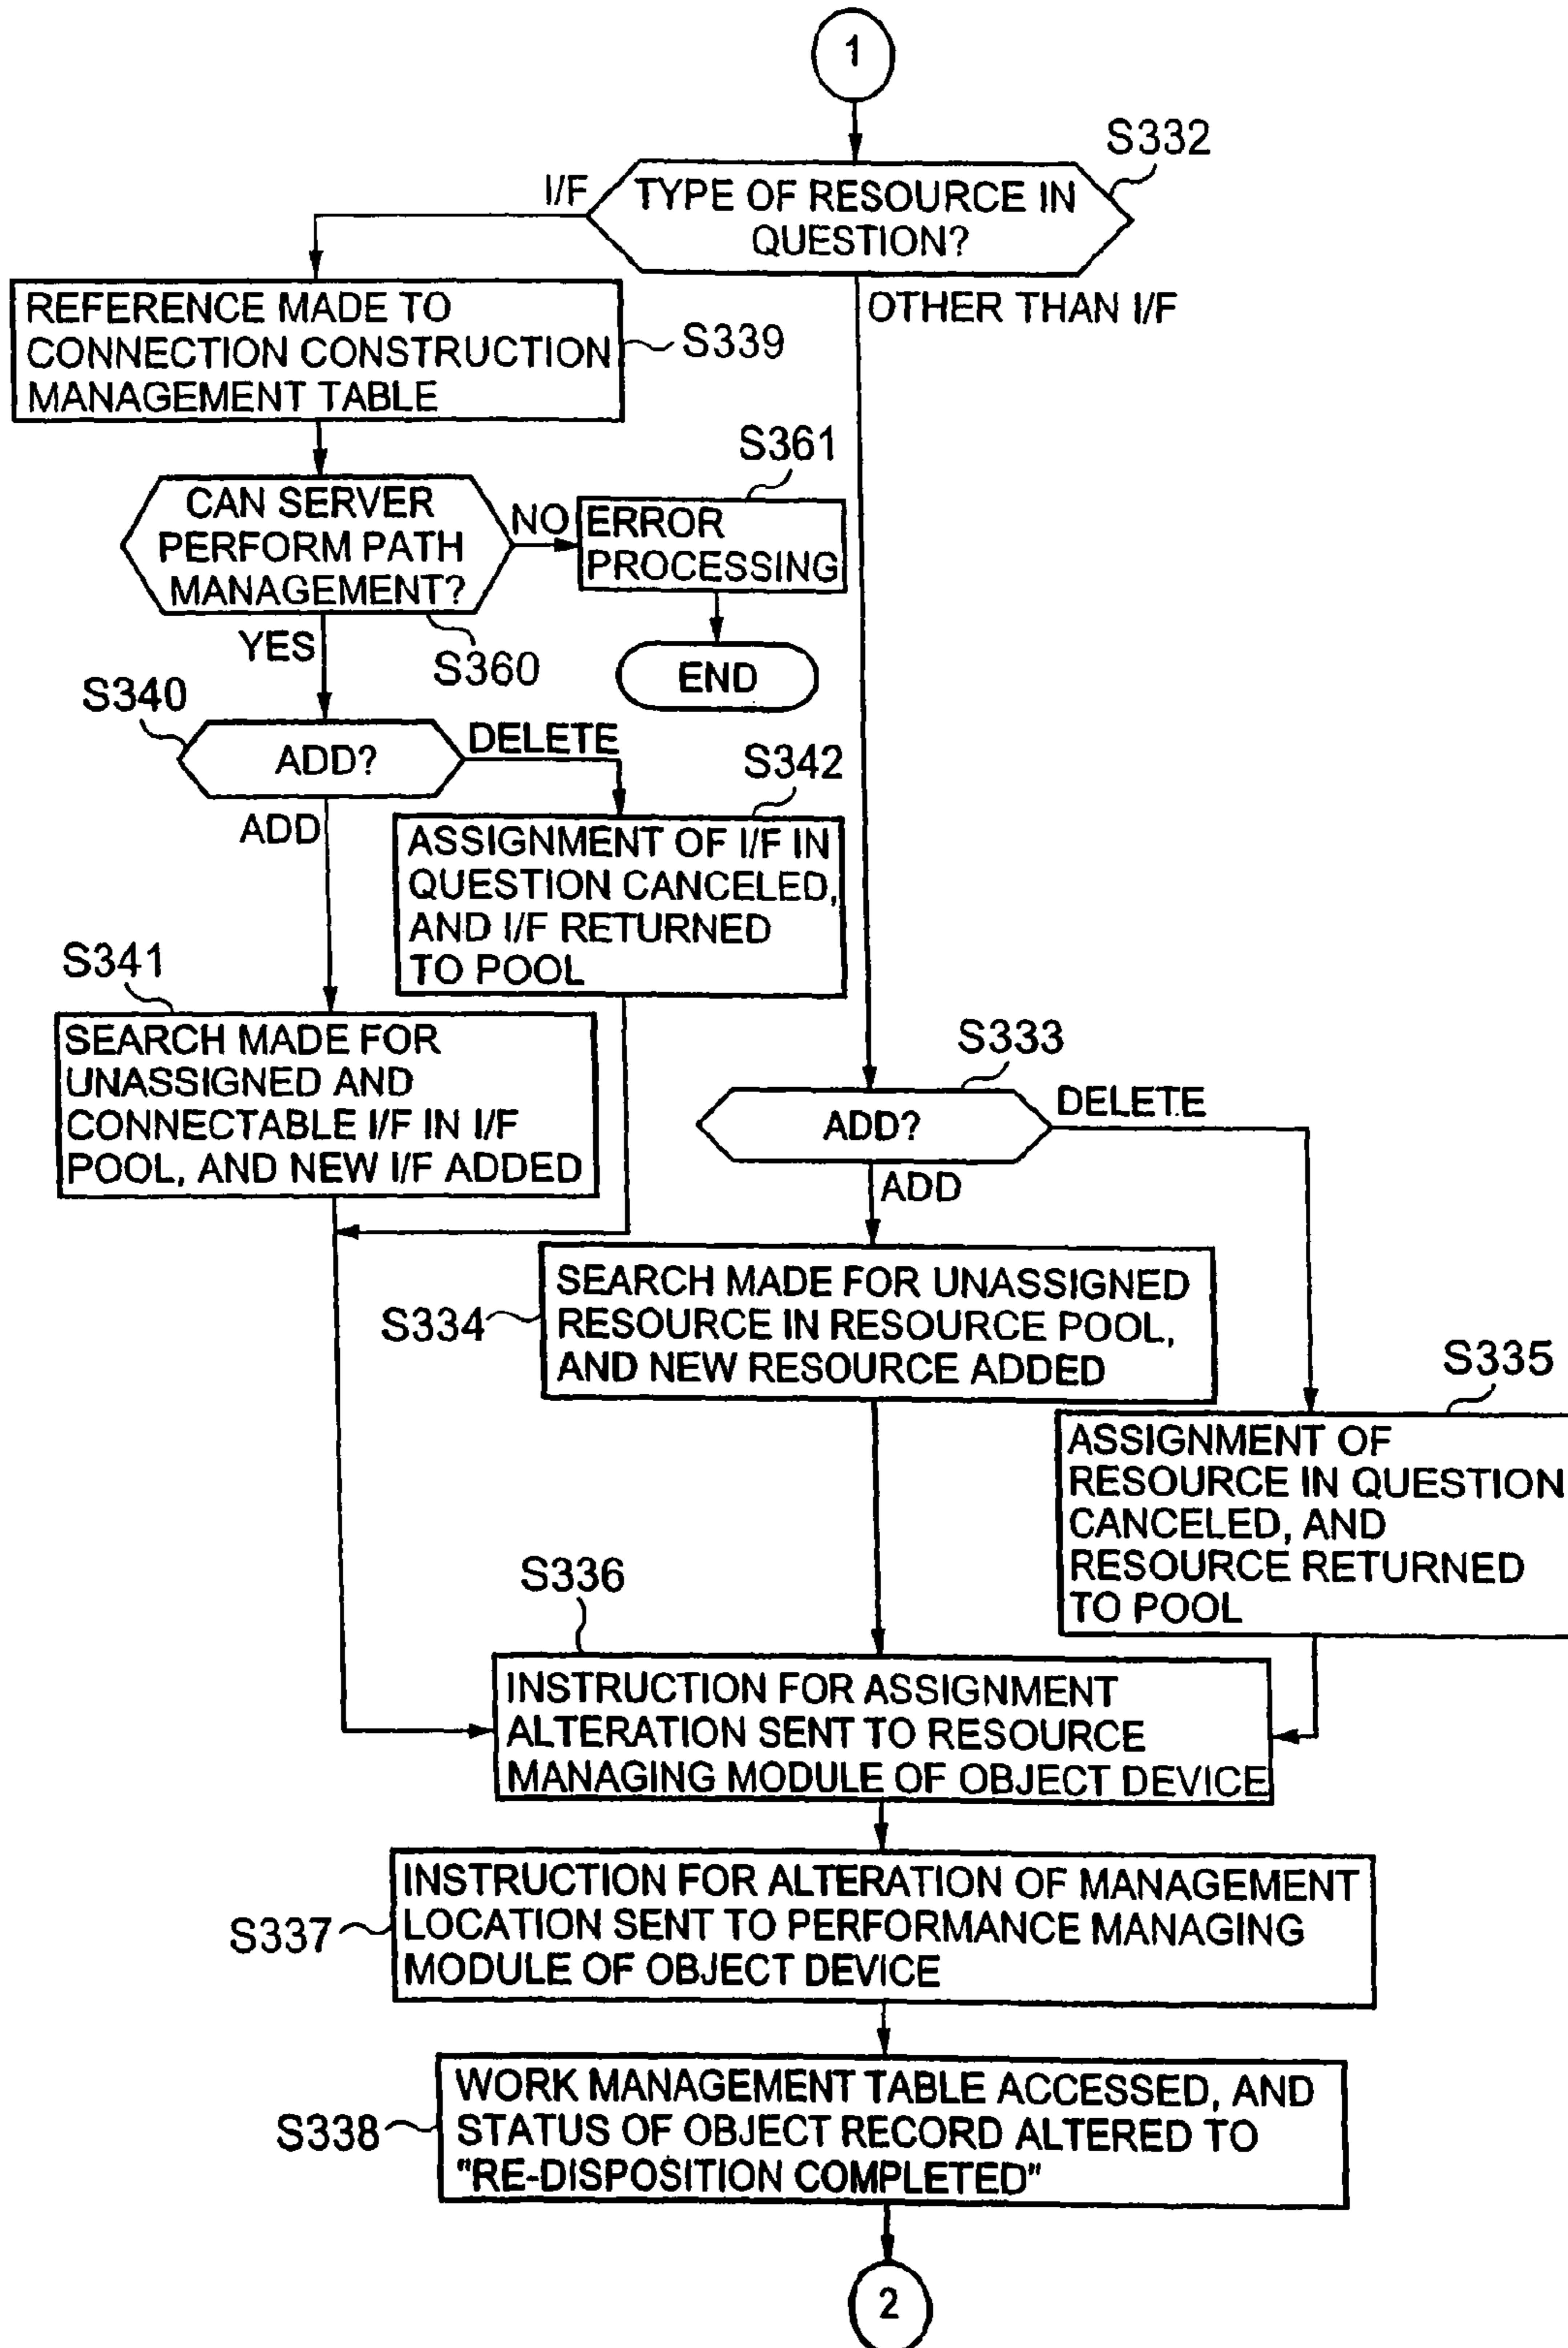 1
S332
I/F
TYPE OF RESOURCE IN
QUESTION?
OTHER THAN I/F
REFERENCE MADE TO
CONNECTION CONSTRUCTION
MANAGEMENT TABLE
S339
S361
CAN SERVER
PERFORM PATH
MANAGEMENT?
NO
ERROR
PROCESSING
YES
S360
END
S340
ADD?
DELETE
S342
ADD
ASSIGNMENT OF I/F IN
QUESTION CANCELED,
AND I/F RETURNED
TO POOL
S341
SEARCH MADE FOR
UNASSIGNED AND
CONNECTABLE I/F IN I/F
POOL, AND NEW I/F ADDED
S333
ADD?
DELETE
ADD
S334
SEARCH MADE FOR UNASSIGNED
RESOURCE IN RESOURCE POOL,
AND NEW RESOURCE ADDED
S335
ASSIGNMENT OF
RESOURCE IN QUESTION
CANCELED, AND
RESOURCE RETURNED
TO POOL
S336
INSTRUCTION FOR ASSIGNMENT
ALTERATION SENT TO RESOURCE
MANAGING MODULE OF OBJECT DEVICE
S337
INSTRUCTION FOR ALTERATION OF MANAGEMENT
LOCATION SENT TO PERFORMANCE MANAGING
MODULE OF OBJECT DEVICE
S338
WORK MANAGEMENT TABLE ACCESSED, AND
STATUS OF OBJECT RECORD ALTERED TO
"RE-DISPOSITION COMPLETED"
2